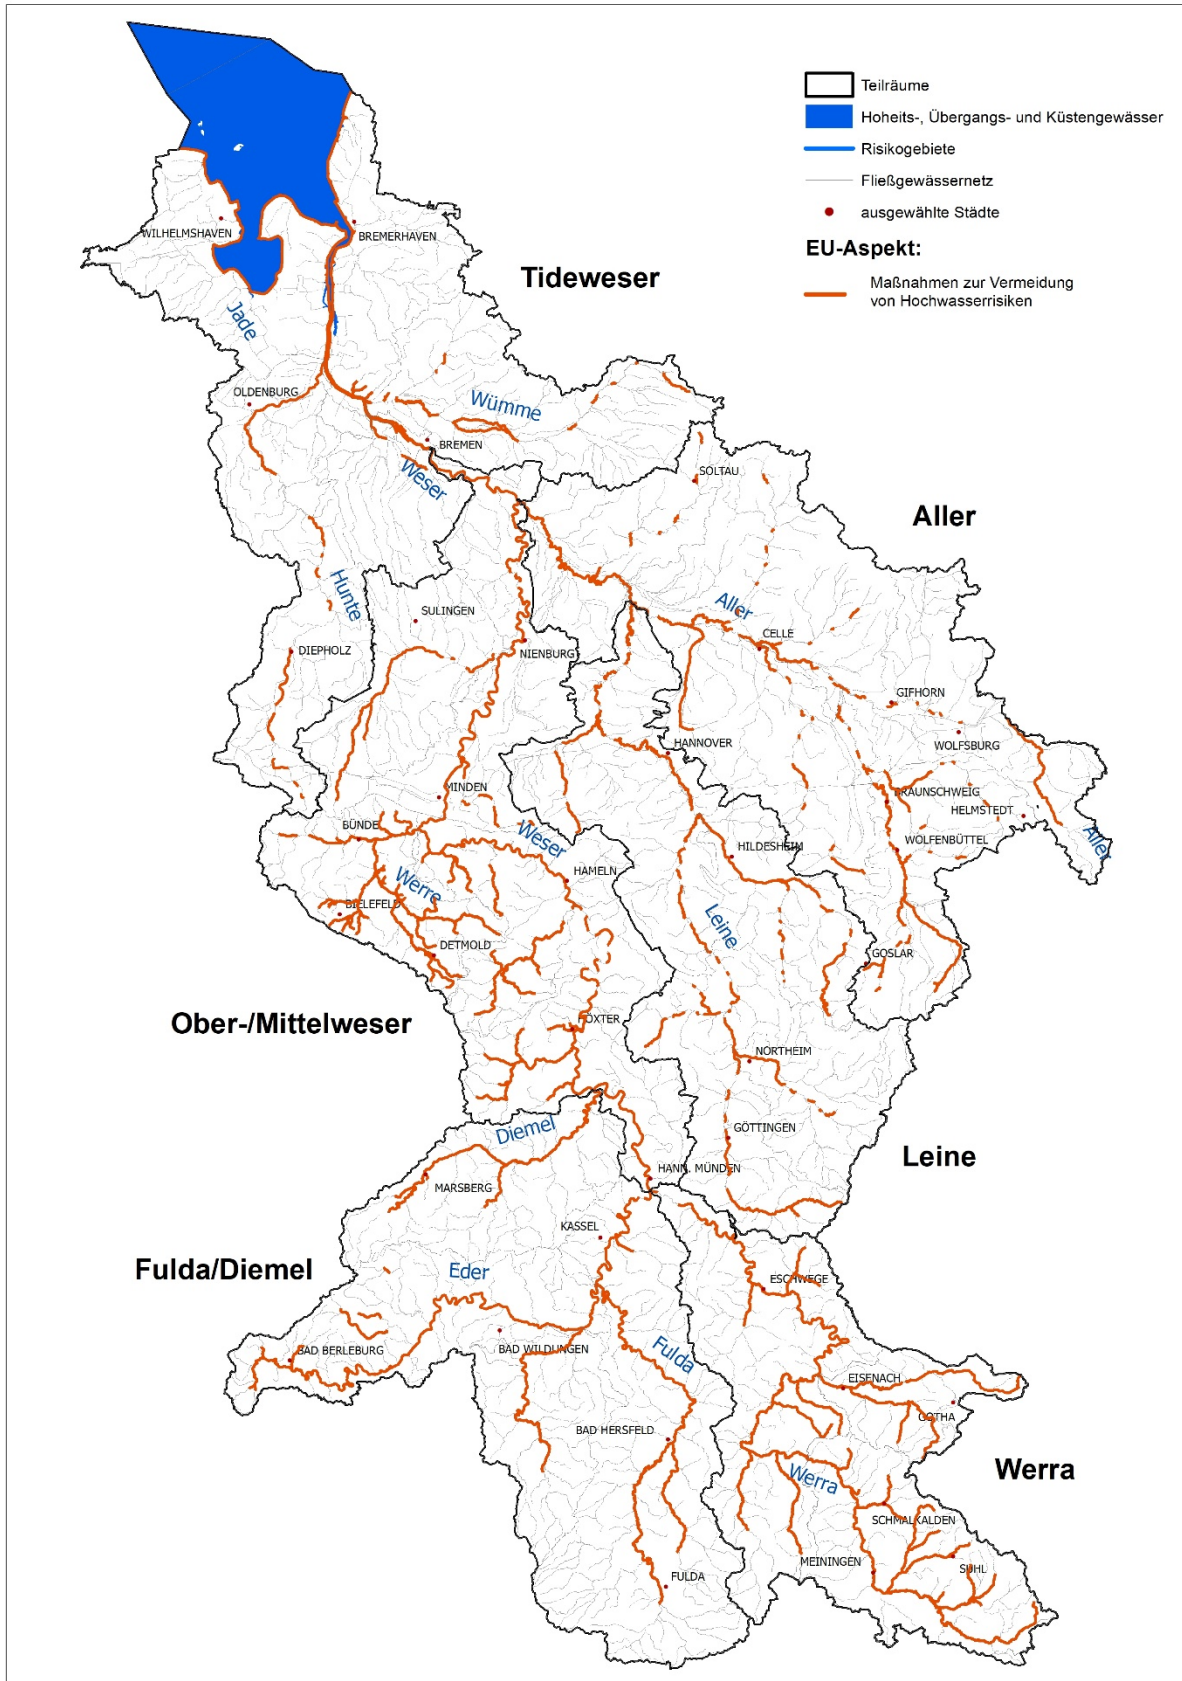 Teilräume
Hoheits-, Übergangs- und Küstengewässer
Risikogebiete
Fließgewässernetz
ausgewählte Städte
EU-Aspekt:
Maßnahmen zur Vermeidung
von Hochwasserrisiken
WILHELMSHAVEN
BREMERHAVEN
Tideweser
Jade
OLDENBURG
Wümme
BREMEN
Weser
SOLTAU
Aller
Hunte
SULINGEN
Aller
CELLE
DIEPHOLZ
NIENBURG
GIFHORN
HANNOVER
WOLFSBURG
MINDEN
BRAUNSCHWEIG
HELMSTEDT
BÜNDE
Weser
WOLFENBÜTTEL
Aller
HILDESHEIM
HAMELN
Werre
BIELEFELD
Leine
DETMOLD
GOSLAR
Ober-/Mittelweser
HÖXTER
NORTHEIM
Diemel
GÖTTINGEN
Leine
HANN. MÜNDEN
MARSBERG
KASSEL
Fulda/Diemel
Eder
ESCHWEGE
BAD BERLEBURG
BAD WILDUNGEN
Fulda
EISENACH
GOTHA
BAD HERSFELD
Werra
Werra
SCHMALKALDEN
MEININGEN
SUHL
FULDA